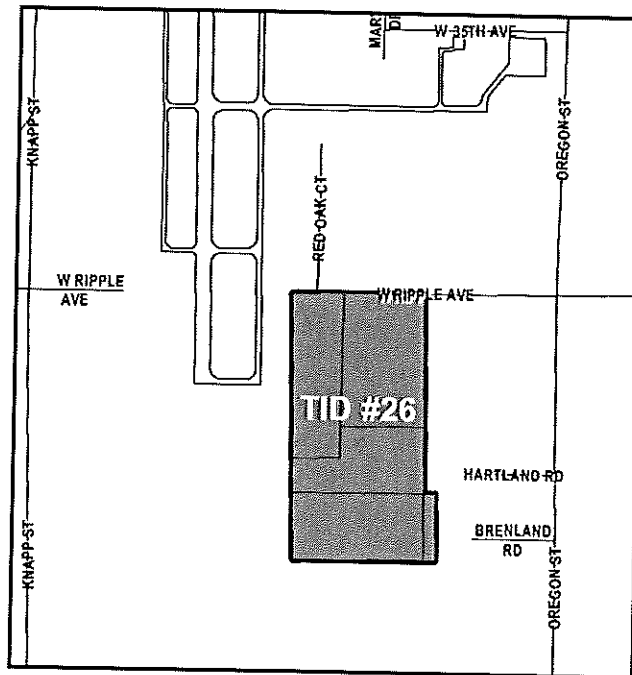 MAR
DR
W 35TH AVE
KNAPP ST
OREGON ST
RED OAK CT
W RIPPLE
AVE
W RIPPLE AVE
TID #26
HARTLAND RD
BRENLAND
RD
KNAPP ST
OREGON ST